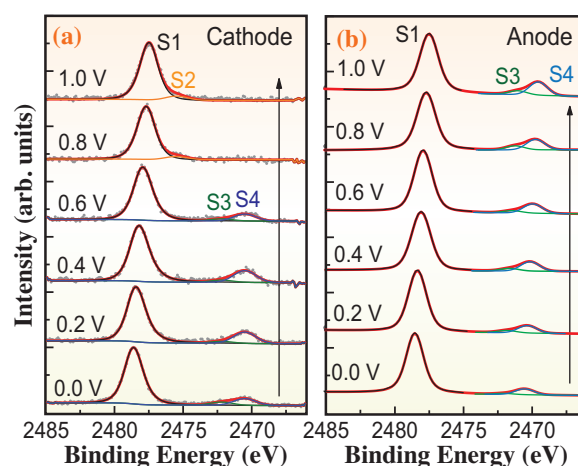 (a) S1 Cathode
S2
1.0 V
0.8 V
0.6 V
S3 S4
0.4 V
0.2 V
0.0 V
Intensity (arb. units)
2485 2480 2475 2470
Binding Energy (eV)
(b) S1 Anode
S3 S4
1.0 V
0.8 V
0.6 V
0.4 V
0.2 V
0.0 V
2485 2480 2475 2470
Binding Energy (eV)